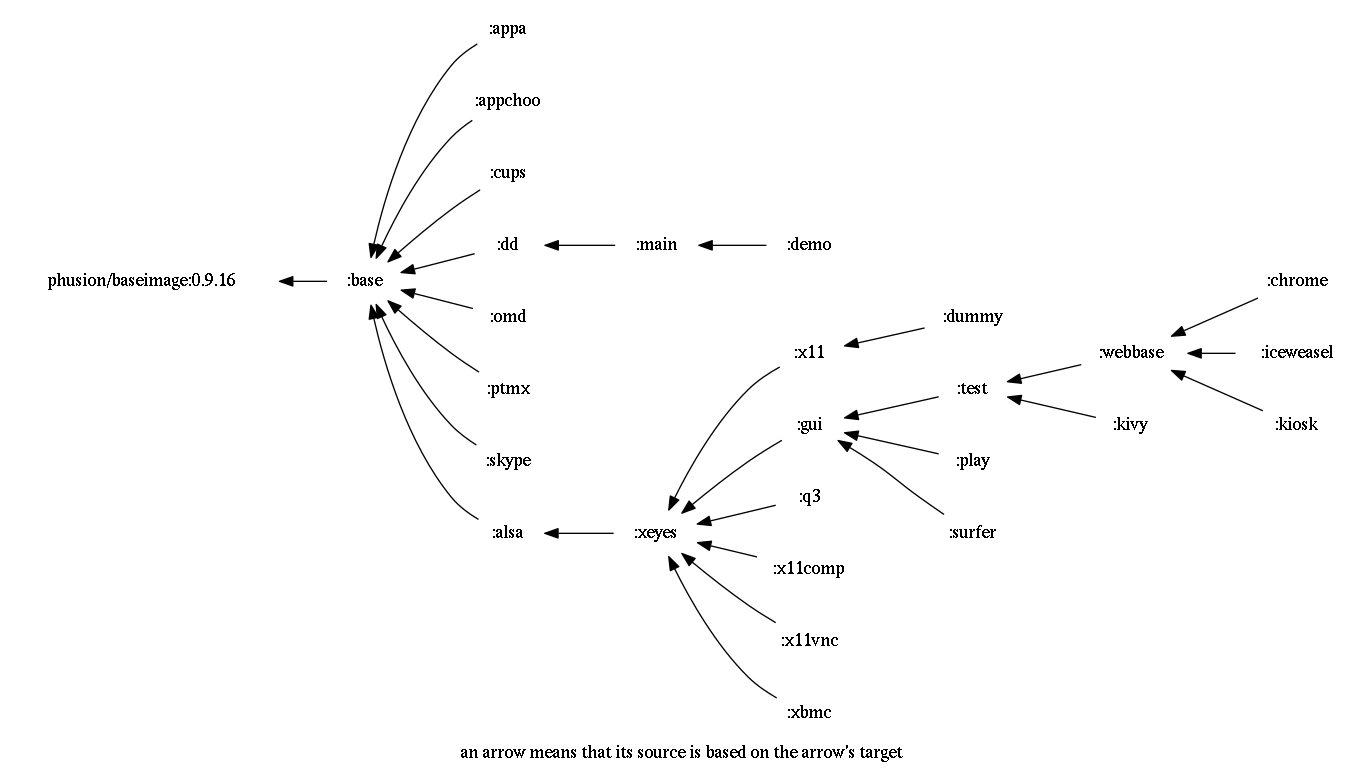 :appa
:appchoo
:cups
:dd
:main
:demo
phusion/baseimage:0.9.16
:base
:chrome
:omd
:dummy
:x11
:webbase
:iceweasel
:ptmx
:test
:gui
:kivy
:kiosk
:skype
:play
:q3
:alsa
:xeyes
:surfer
:x11comp
:x11vnc
:xbmc
an arrow means that its source is based on the arrow's target